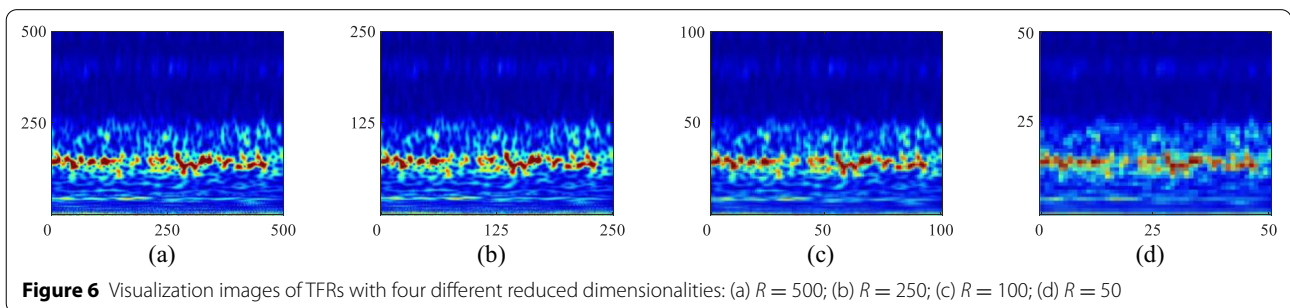 500 250 100 50
250 125 50 25
0 250 500 0 125 250 0 50 100 0 25 50
(a) (b) (c) (d)
Figure 6 Visualization images of TFRs with four different reduced dimensionalities: (a) R = 500; (b) R = 250; (c) R = 100; (d) R = 50